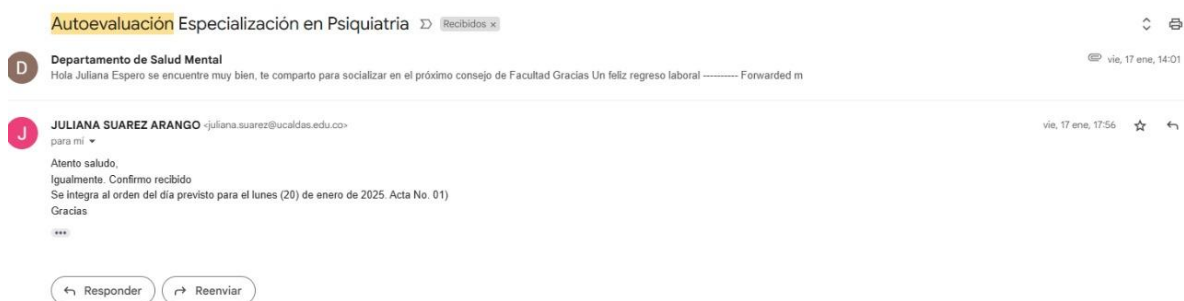 Autoevaluación Especialización en Psiquiatria Recibidos x
D
Departamento de Salud Mental
vie, 17 ene, 14:01
Hola Juliana Espero se encuentre muy bien, te comparto para socializar en el próximo consejo de Facultad Gracias Un feliz regreso laboral ---------- Forwarded m
J
JULIANA SUAREZ ARANGO <juliana.suarez@ucaldas.edu.co>
vie, 17 ene, 17:56
para mí
Atento saludo,
Igualmente. Confirmo recibido
Se integra al orden del día previsto para el lunes (20) de enero de 2025. Acta No. 01)
Gracias
Responder
Reenviar